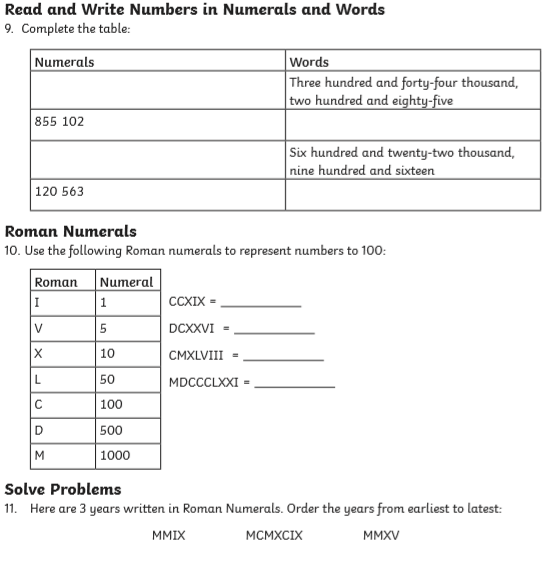 Read and Write Numbers in Numerals and Words
9. Complete the table:
Numerals Words
Three hundred and forty-four thousand,
two hundred and eighty-five
855 102
Six hundred and twenty-two thousand,
nine hundred and sixteen
120 563
Roman Numerals
10. Use the following Roman numerals to represent numbers to 100:
Roman Numeral
I 1 CCXIX = ____________
V 5 DCXXVI = ____________
X 10 CMXLVIII = ____________
L 50 MDCCCLXXI = ____________
C 100
D 500
M 1000
Solve Problems
11. Here are 3 years written in Roman Numerals. Order the years from earliest to latest:
MMIX MCMXCIX MMXV